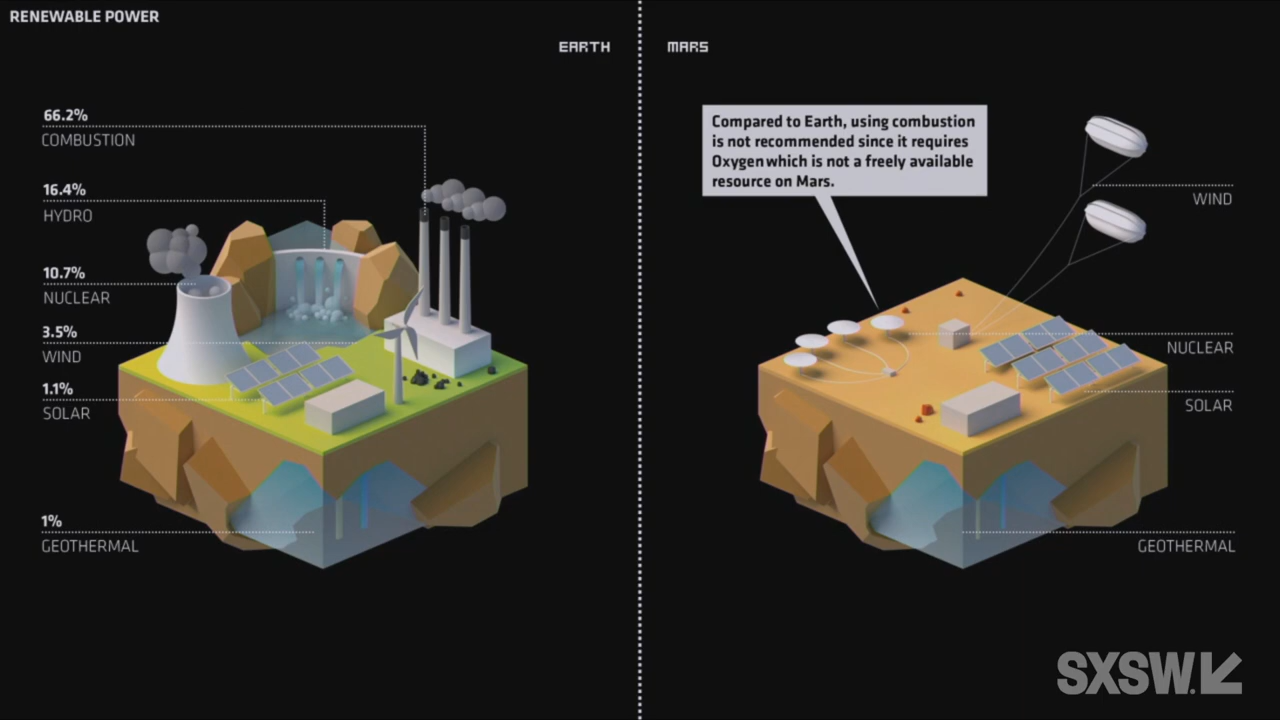 RENEWABLE POWER
EARTH
66.2%
COMBUSTION
16.4%
HYDRO
10.7%
NUCLEAR
3.5%
WIND
1.1%
SOLAR
1%
GEOTHERMAL
MARS
Compared to Earth, using combustion
is not recommended since it requires
Oxygen which is not a freely available
resource on Mars.
WIND
NUCLEAR
SOLAR
GEOTHERMAL
SXSW.